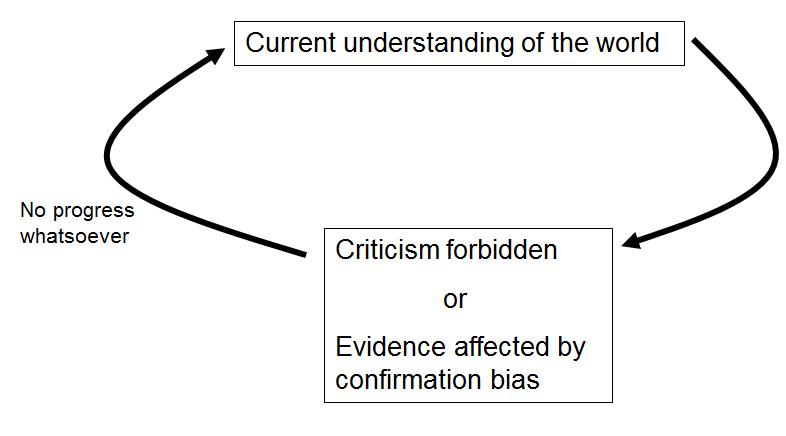 Current understanding of the world
No progress
whatsoever
Criticism forbidden
or
Evidence affected by
confirmation bias